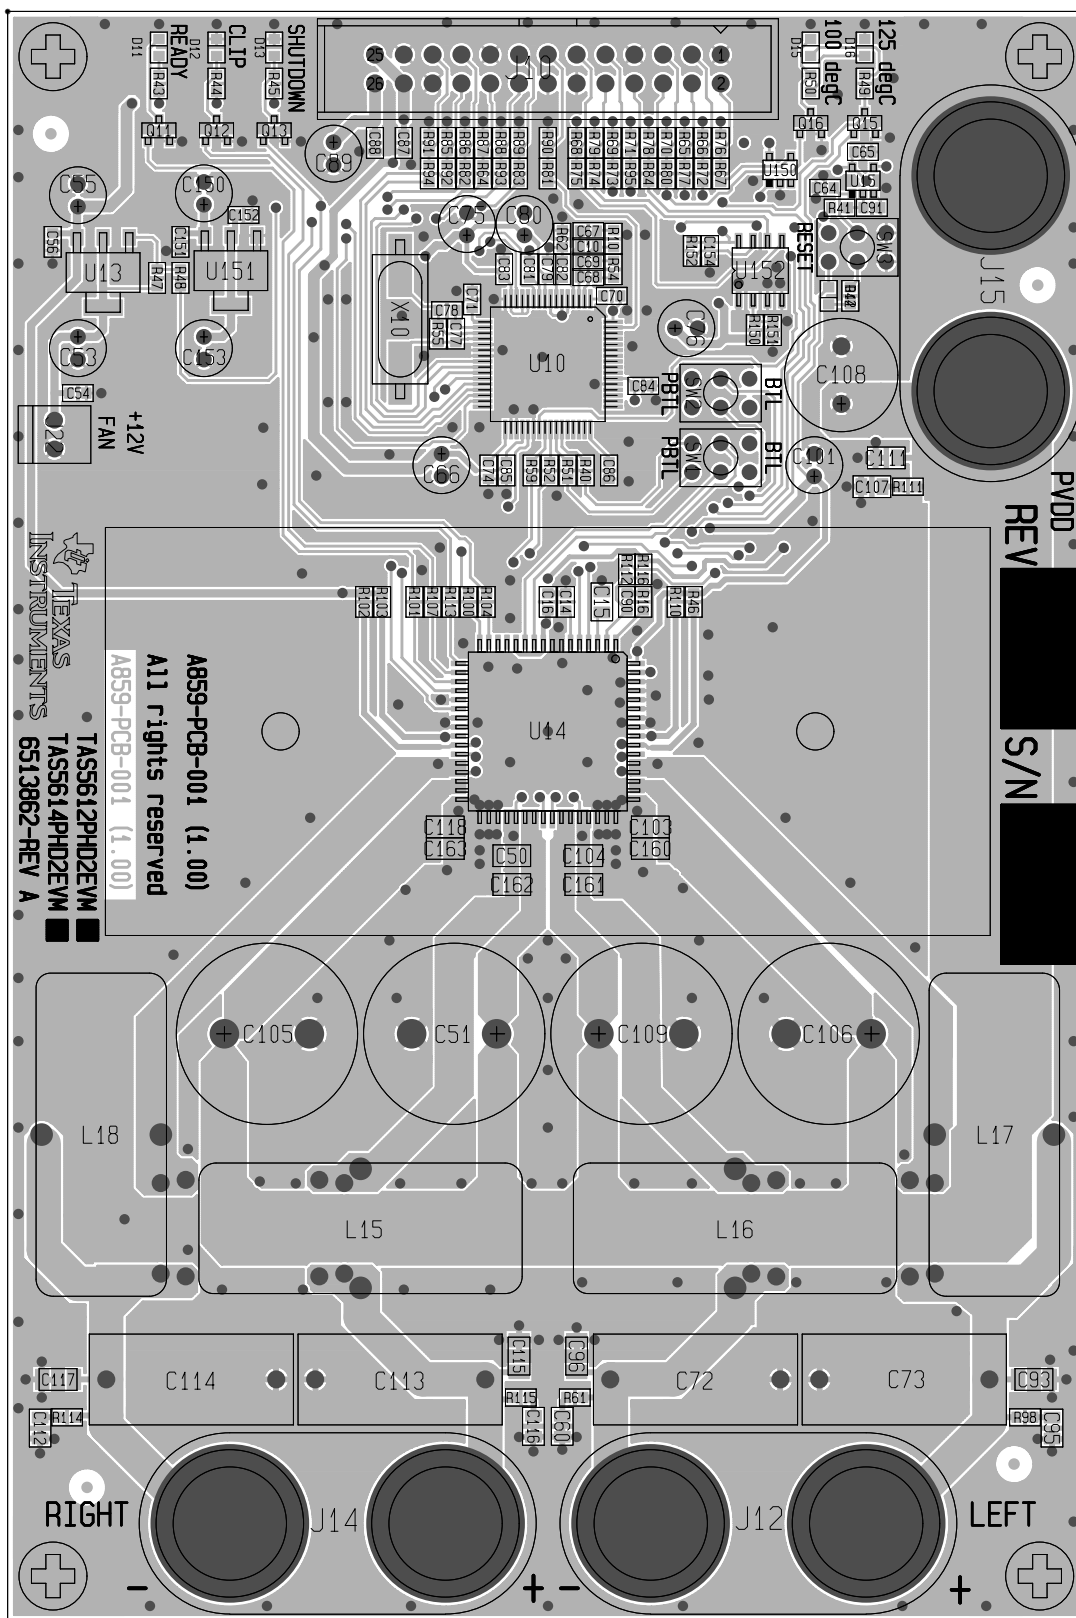 D11
READY
D12
CLIP
D13
SHUTDOWN
R43
R44
R45
Q11
Q12
Q13
25
26
J10
1
2
D15
100 degC
D16
125 degC
R50
R49
Q16
Q15
C65
U150
U15
C64
R41
C91
C89
C88
C87
R91
R85
R86
R87
R88
R89
R90
R68
R69
R71
R78
R70
R65
R66
R76
R94
R92
R82
R64
R93
R83
R81
R75
R74
R73
R95
R84
R80
R77
R72
R67
C55
C150
C152
C56
C151
U13
R47
R48
U151
C53
C153
C54
J22
+12V
FAN
C75
C80
R62
C67
C10
C69
C68
R10
R54
C83
C81
C79
C82
C70
X10
C71
C78
R55
C77
U10
C84
R152
C154
U152
RESET
SW3
R42
J15
C76
R150
R151
C108
PBTL
SW2
BTL
PBTL
SW1
BTL
C101
C111
C107
R111
C66
C74
C85
R59
R52
R51
R40
C86
PVDD
REV
S/N
TEXAS
INSTRUMENTS
R102
R103
R101
R107
R113
R100
R104
C16
C14
C15
R112
R116
C90
R16
R110
R46
U14
A859-PCB-001 (1.00)
All rights reserved
A859-PCB-001 (1.00)
TAS5612PHD2EVM
TAS5614PHD2EVM
6513862-REV A
C118
C163
C50
C162
C104
C161
C103
C160
C105
C51
C109
C106
L18
L17
L15
L16
C117
C114
C113
C115
C96
C72
C73
C93
C112
R114
R115
C116
R61
C60
R98
C95
RIGHT
J14
J12
LEFT
-
+
-
+